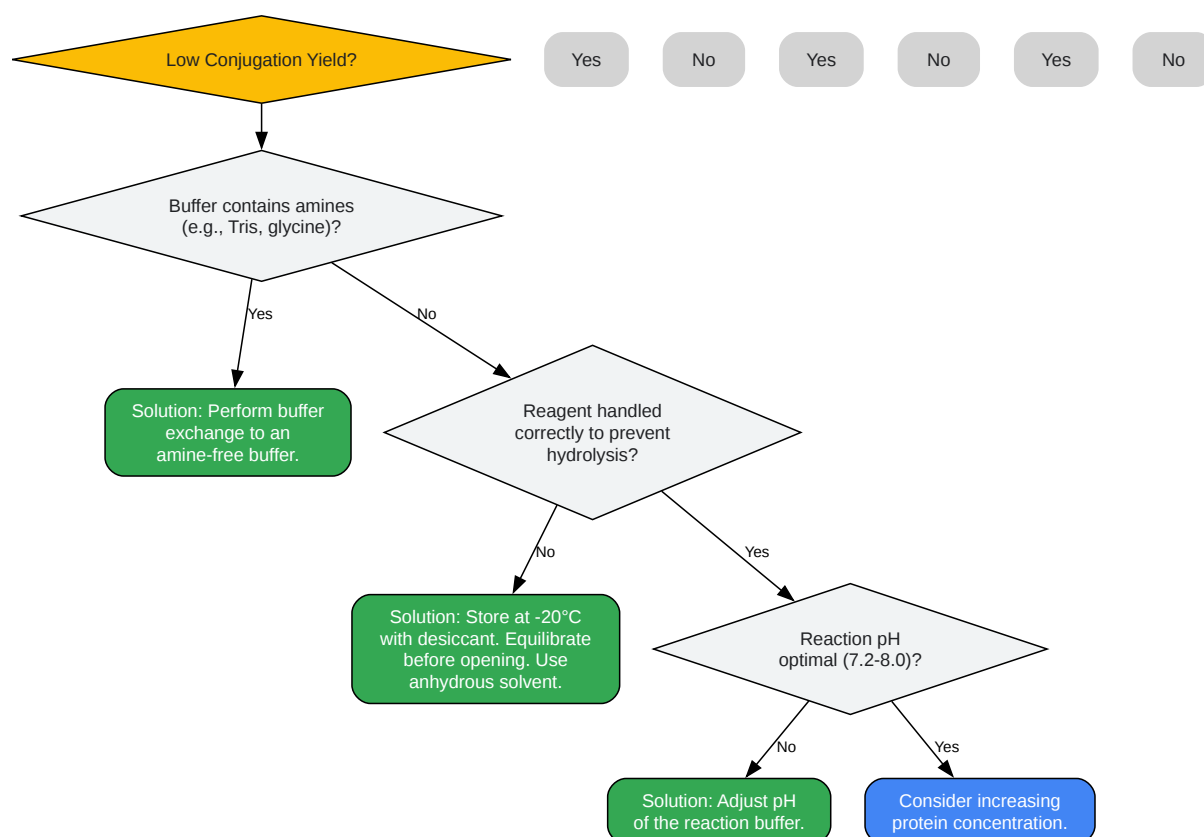 Low Conjugation Yield?
Yes
No
Yes
No
Yes
No
Buffer contains amines
(e.g., Tris, glycine)?
Yes
No
Solution: Perform buffer
exchange to an
amine-free buffer.
Reagent handled
correctly to prevent
hydrolysis?
No
Yes
Solution: Store at -20°C
with desiccant. Equilibrate
before opening. Use
anhydrous solvent.
Reaction pH
optimal (7.2-8.0)?
No
Yes
Solution: Adjust pH
of the reaction buffer.
Consider increasing
protein concentration.